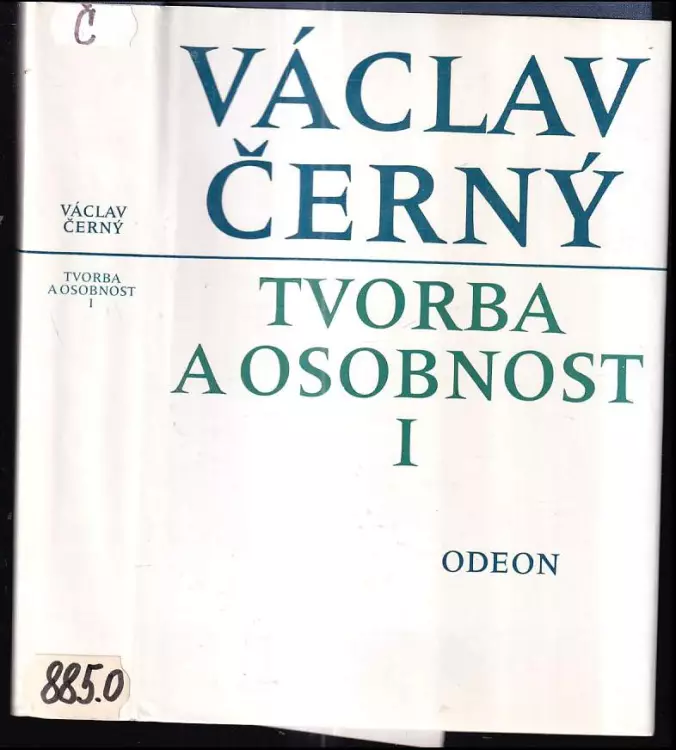 Č
VÁCLAV
ČERNÝ
TVORBA
A OSOBNOST
I
885.0
VÁCLAV
ČERNÝ
TVORBA
A OSOBNOST
I
ODEON